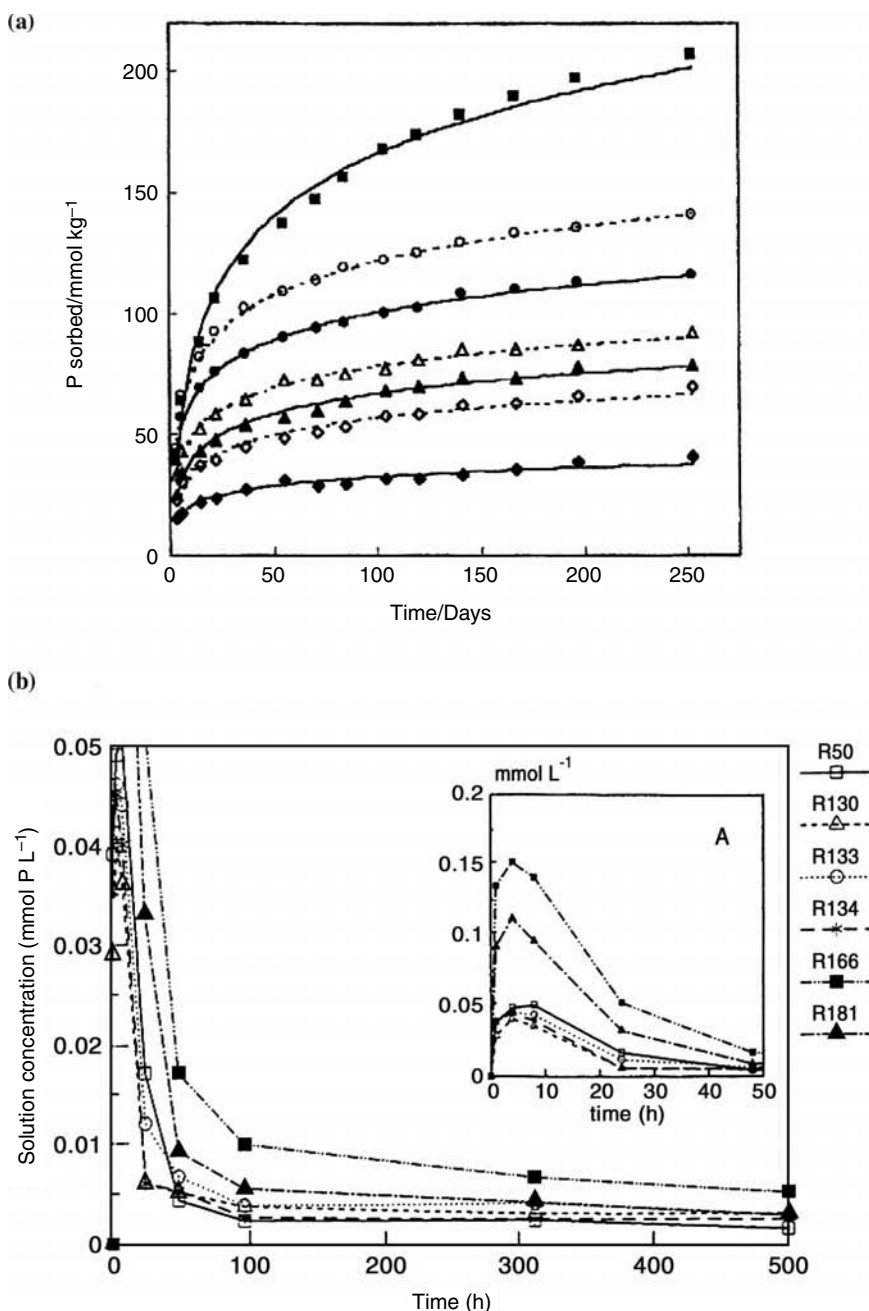 (a)
200
150
100
50
0
P sorbed/mmol kg⁻¹
0 50 100 150 200 250
Time/Days
(b)
0.05
0.04
0.03
0.02
0.01
0
Solution concentration (mmol P L⁻¹)
0 100 200 300 400 500
Time (h)
mmol L⁻¹
A
0.2
0.15
0.1
0.05
0
0 10 20 30 40 50
time (h)
R50
R130
R133
R134
R166
R181